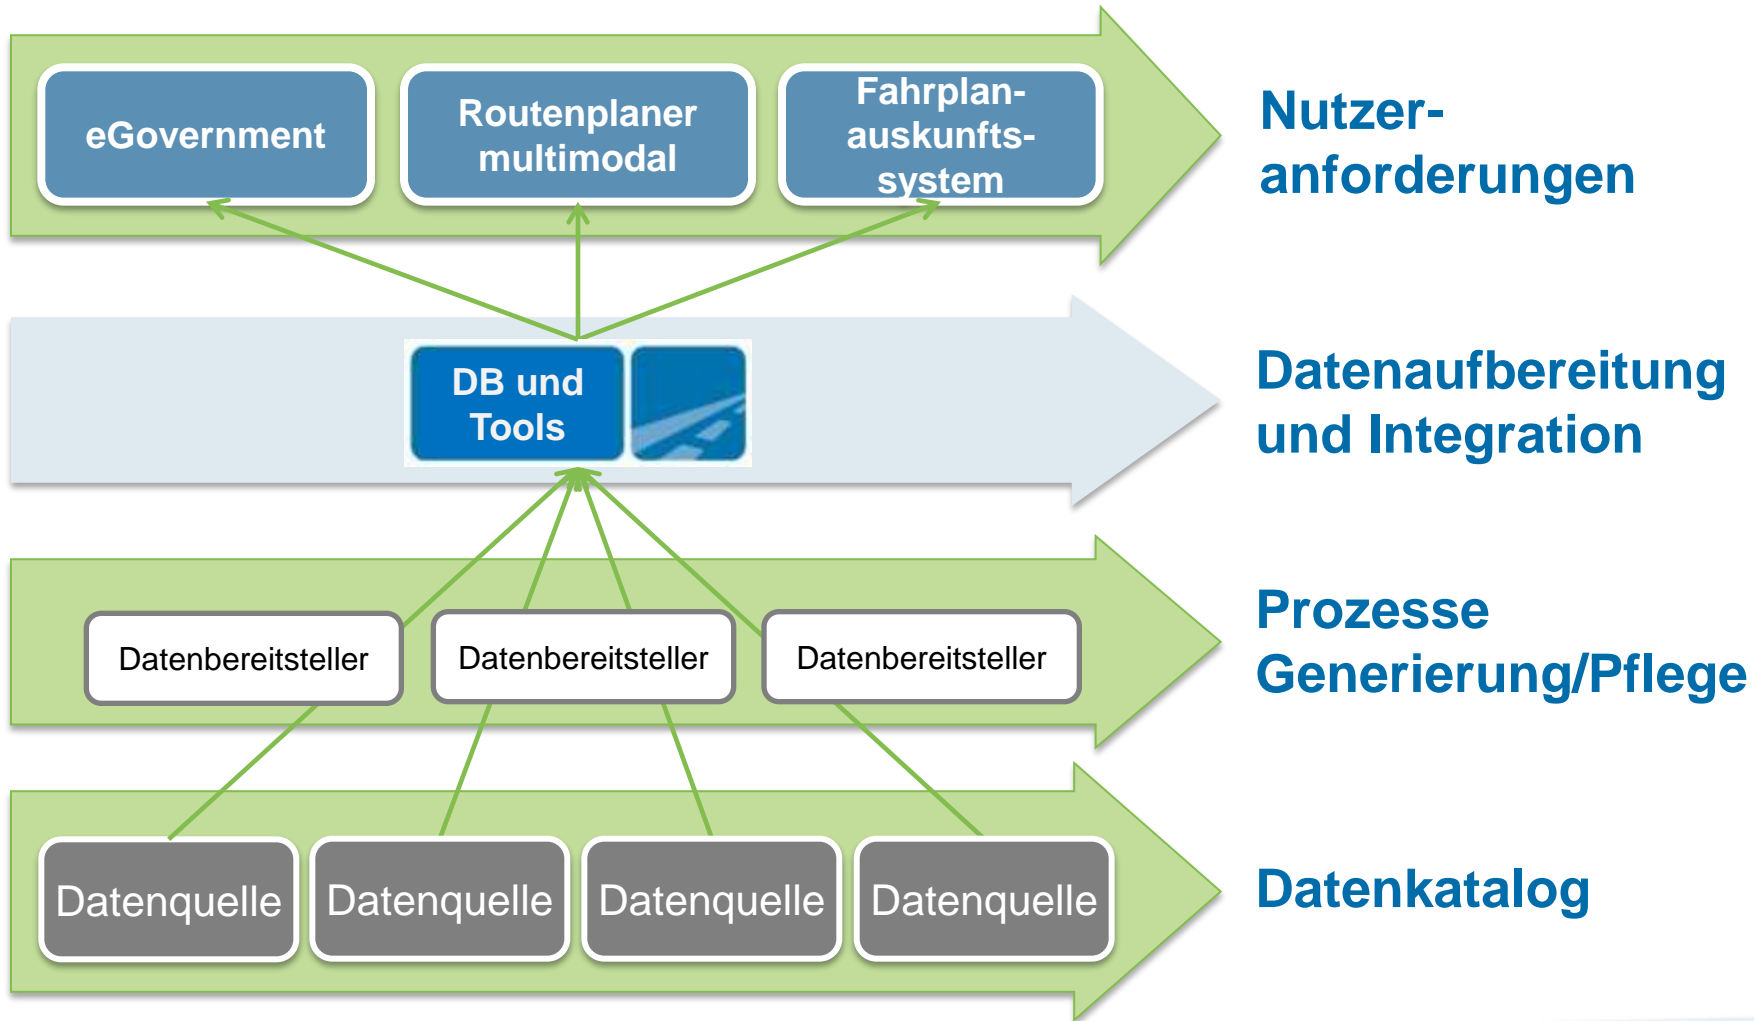 eGovernment
Routenplaner
multimodal
Fahrplan-
auskunfts-
system
Nutzer-
anforderungen
DB und
Tools
Datenaufbereitung
und Integration
Datenbereitsteller
Datenbereitsteller
Datenbereitsteller
Prozesse
Generierung/Pflege
Datenquelle
Datenquelle
Datenquelle
Datenquelle
Datenkatalog